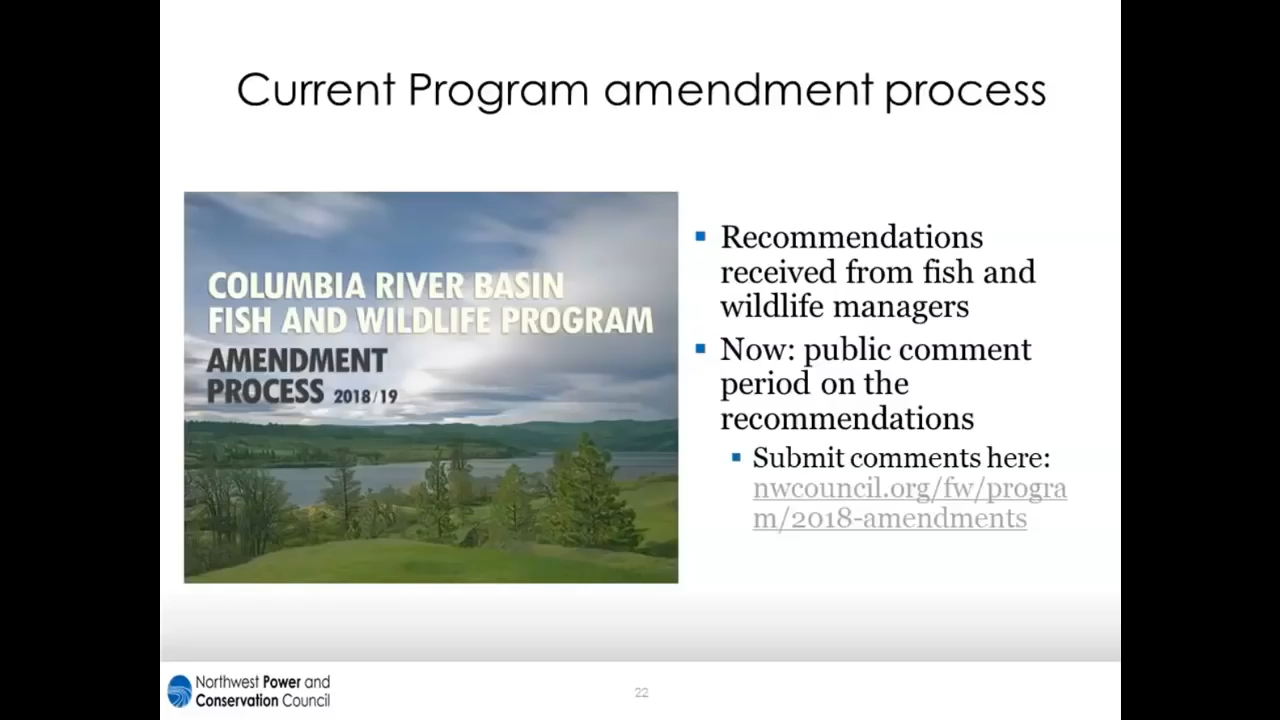 Current Program amendment process
COLUMBIA RIVER BASIN
FISH AND WILDLIFE PROGRAM
AMENDMENT
PROCESS 2018/19
▪ Recommendations
received from fish and
wildlife managers
▪ Now: public comment
period on the
recommendations
▪ Submit comments here:
nwcouncil.org/fw/progra
m/2018-amendments
Northwest Power and
Conservation Council
22